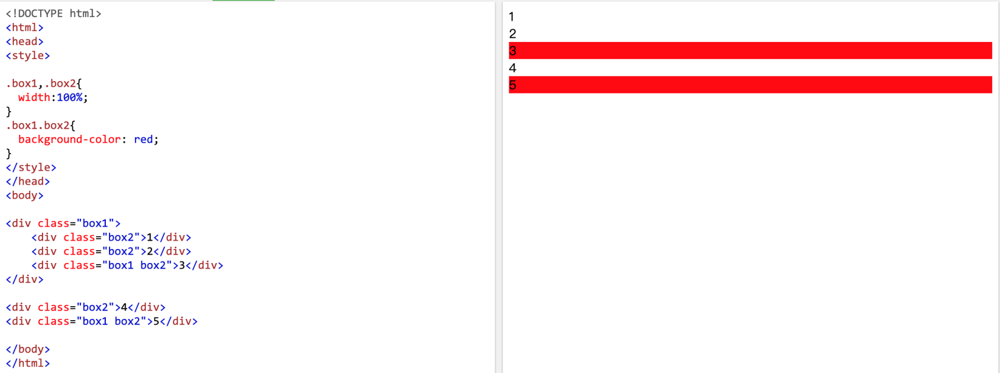 <!DOCTYPE html>
<html>
<head>
<style>
.box1,.box2{
  width:100%;
}
.box1.box2{
  background-color: red;
}
</style>
</head>
<body>
<div class="box1">
    <div class="box2">1</div>
    <div class="box2">2</div>
    <div class="box1 box2">3</div>
</div>
<div class="box2">4</div>
<div class="box1 box2">5</div>
</body>
</html>
1
2
3
4
5